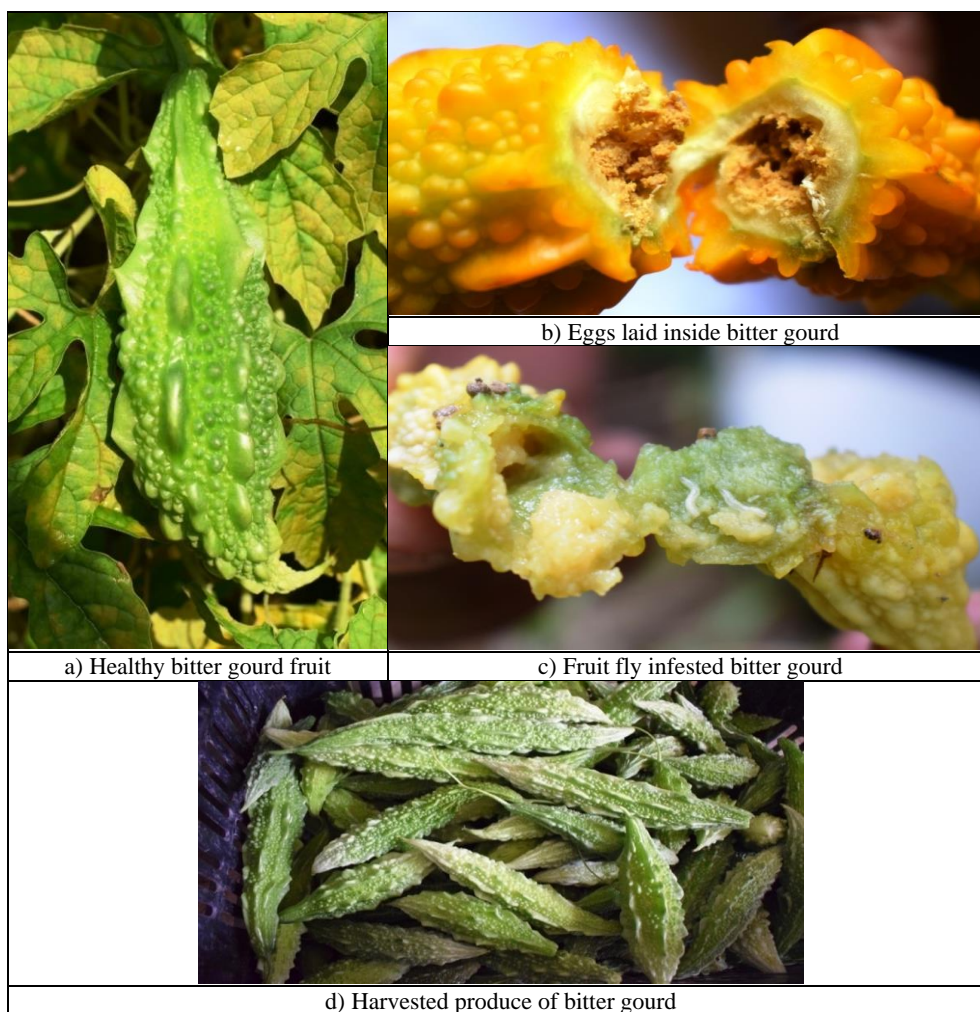 b) Eggs laid inside bitter gourd
a) Healthy bitter gourd fruit
c) Fruit fly infested bitter gourd
d) Harvested produce of bitter gourd